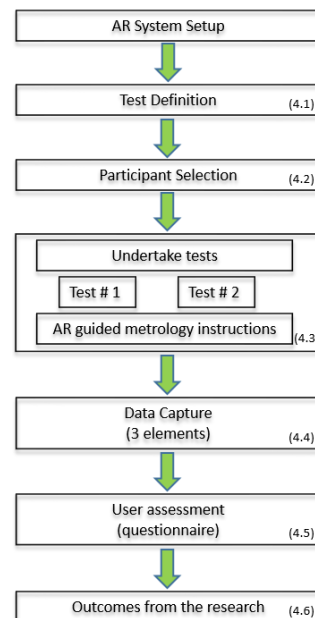 AR System Setup
Test Definition
(4.1)
Participant Selection
(4.2)
Undertake tests
Test # 1
Test # 2
AR guided metrology instructions
(4.3
Data Capture
(3 elements)
(4.4)
User assessment
(questionnaire)
(4.5)
Outcomes from the research
(4.6)